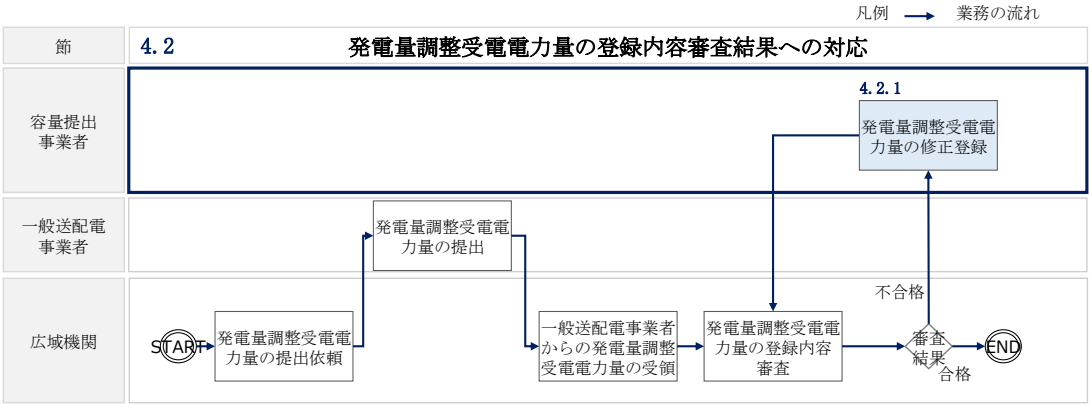 凡例 業務の流れ
節
4.2 発電量調整受電電力量の登録内容審査結果への対応
容量提出
事業者
4.2.1
発電量調整受電電
力量の修正登録
一般送配電
事業者
発電量調整受電電
力量の提出
広域機関
START
発電量調整受電電
力量の提出依頼
一般送配電事業者
からの発電量調整
受電電力量の受領
発電量調整受電電
力量の登録内容
審査
不合格
審査
結果
合格
END